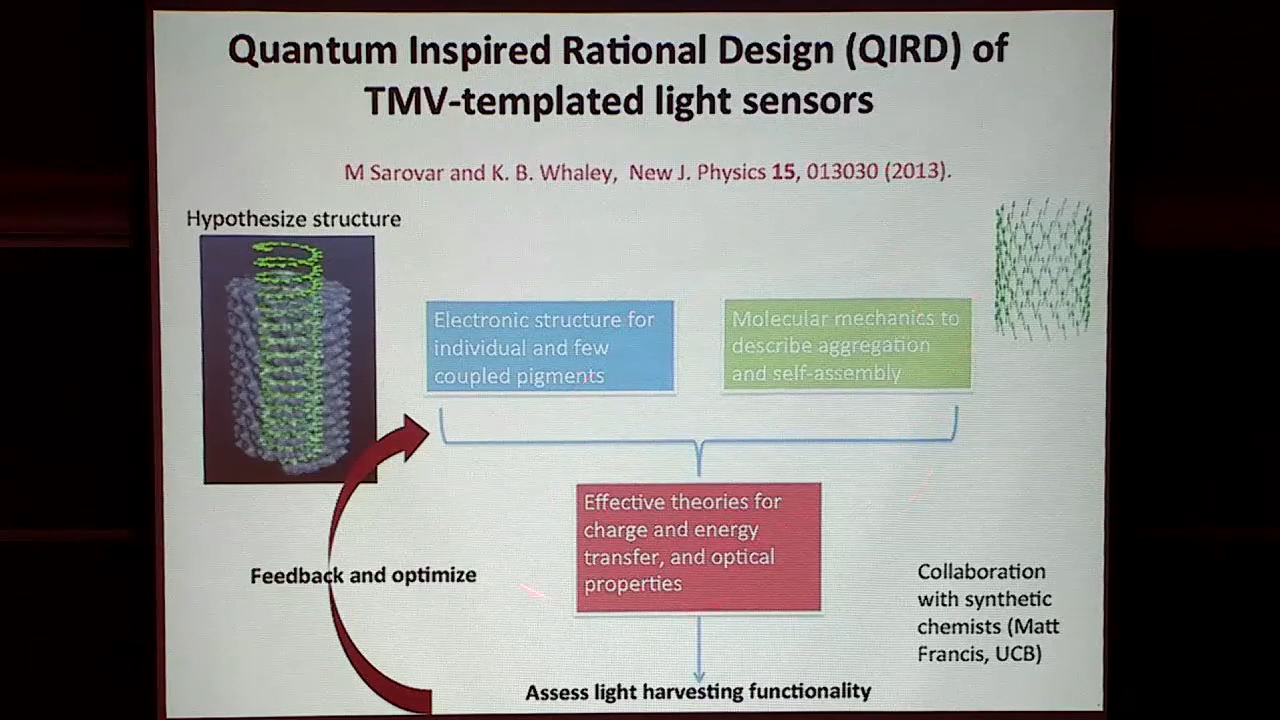 Quantum Inspired Rational Design (QIRD) of
TMV-templated light sensors
M Sarovar and K. B. Whaley, New J. Physics 15, 013030 (2013).
Hypothesize structure
Electronic structure for
individual and few
coupled pigments
Molecular mechanics to
describe aggregation
and self-assembly
Effective theories for
charge and energy
transfer, and optical
properties
Feedback and optimize
Collaboration
with synthetic
chemists (Matt
Francis, UCB)
Assess light harvesting functionality